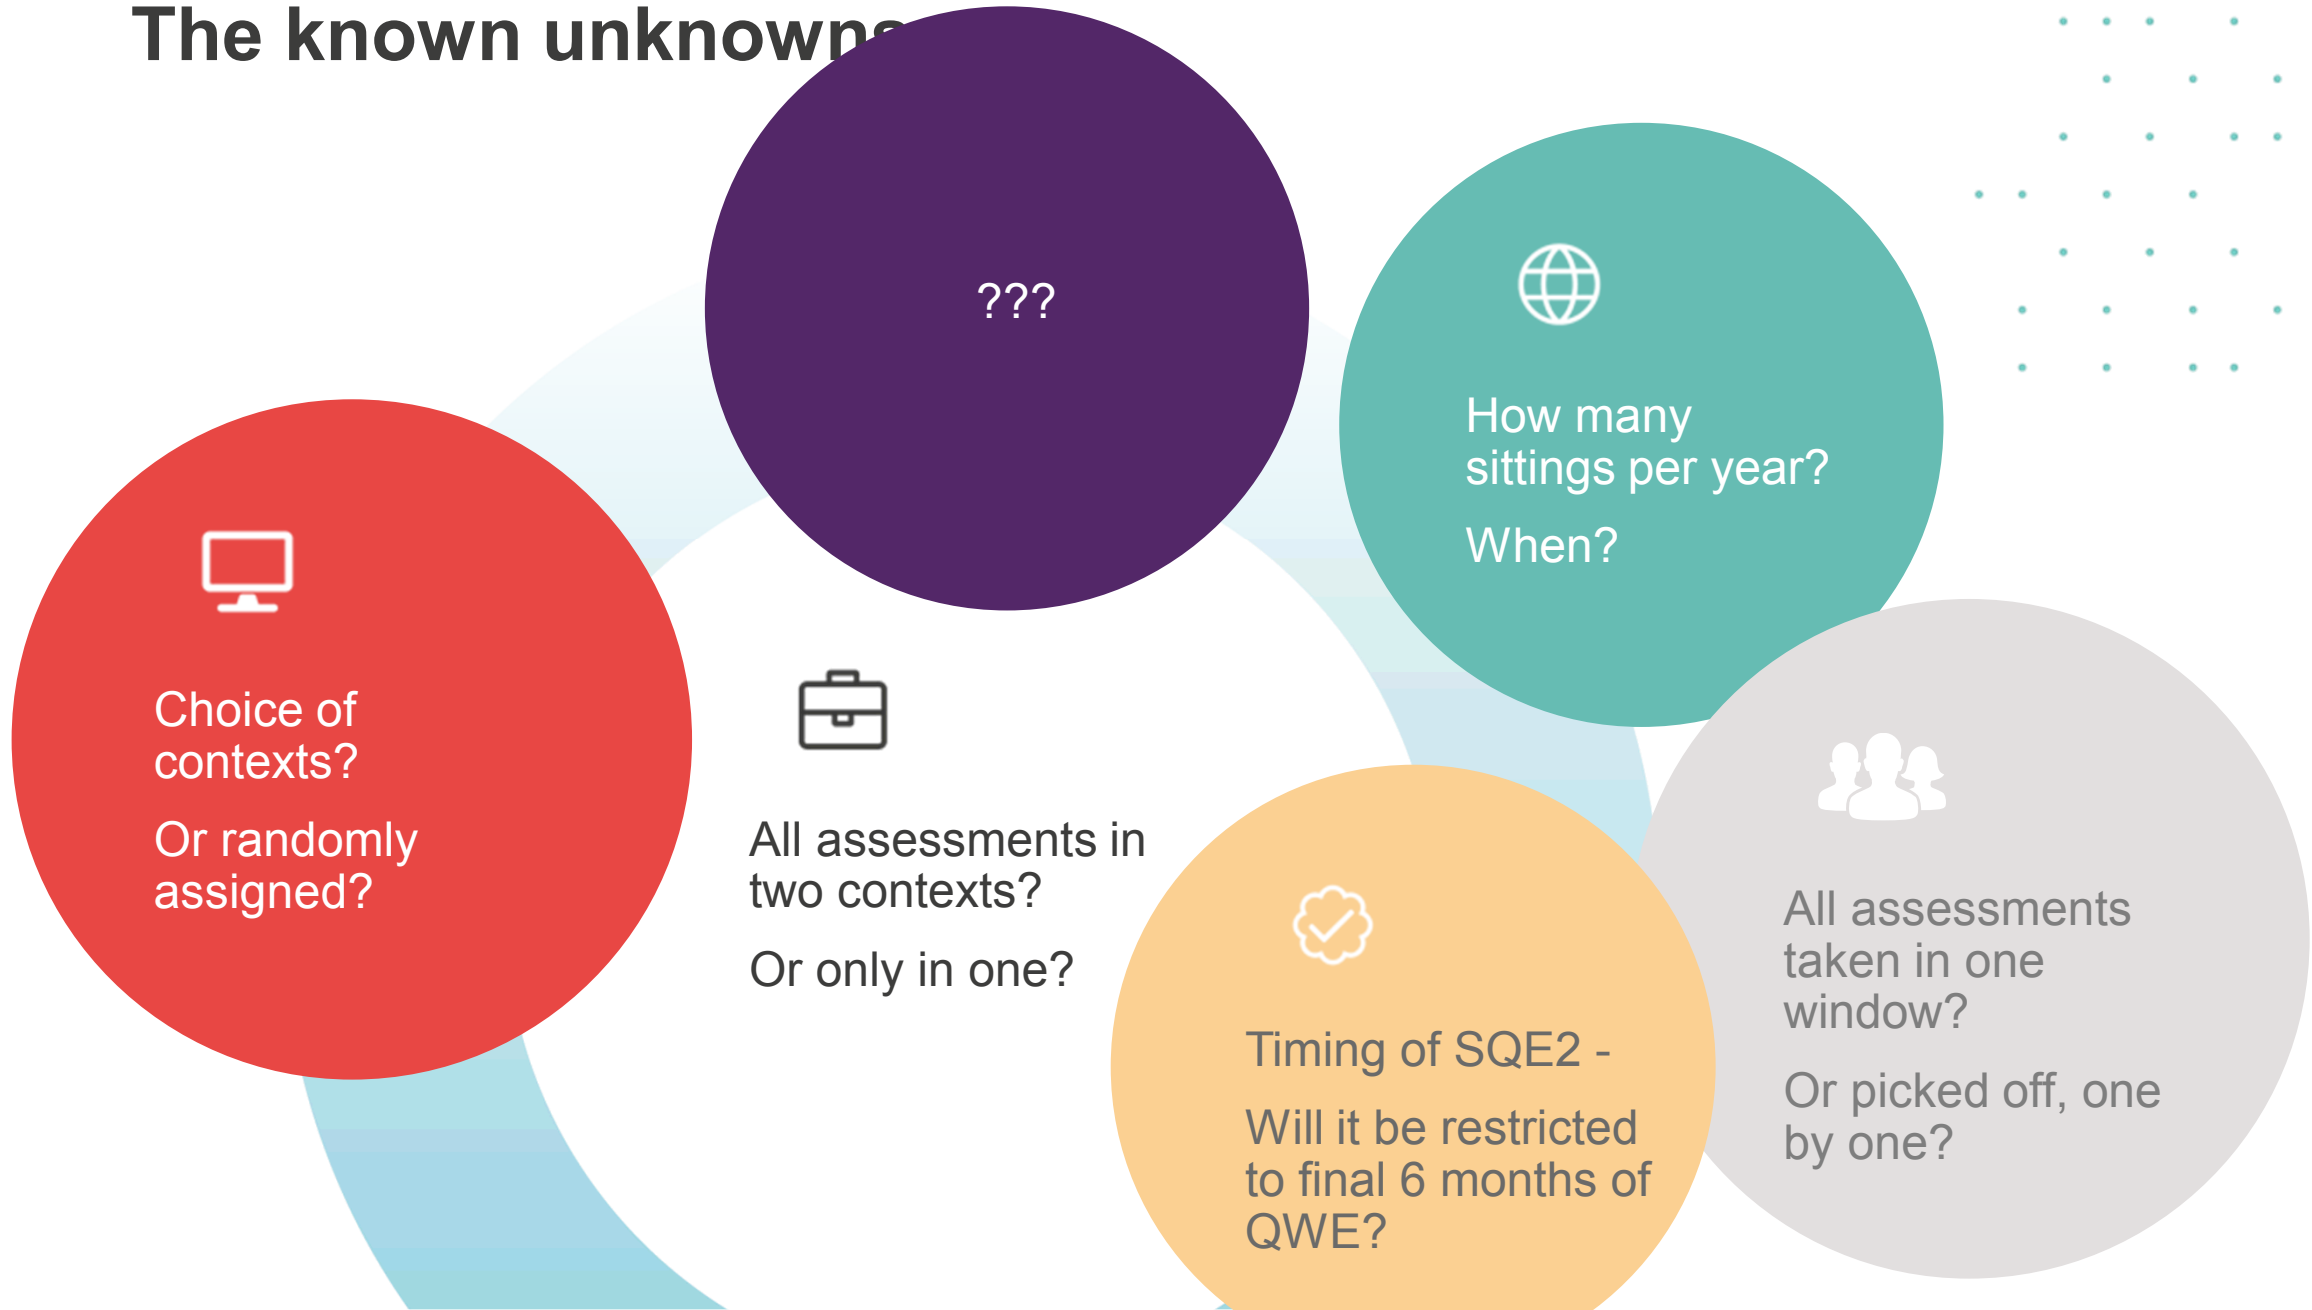 The known unknowns
???
How many
sittings per year?
When?
Choice of
contexts?
Or randomly
assigned?
All assessments in
two contexts?
Or only in one?
Timing of SQE2 -
Will it be restricted
to final 6 months of
QWE?
All assessments
taken in one
window?
Or picked off, one
by one?